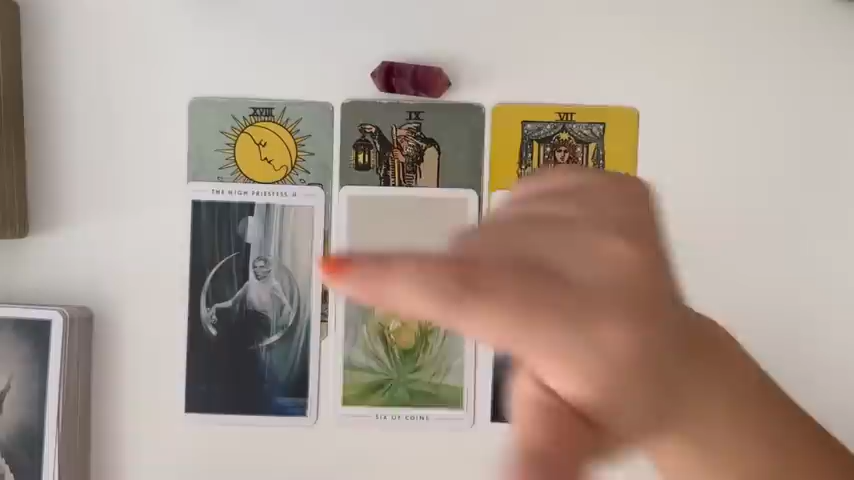 XVIII
IX
VII
THE HIGH PRIESTESS II
SIX OF COINS